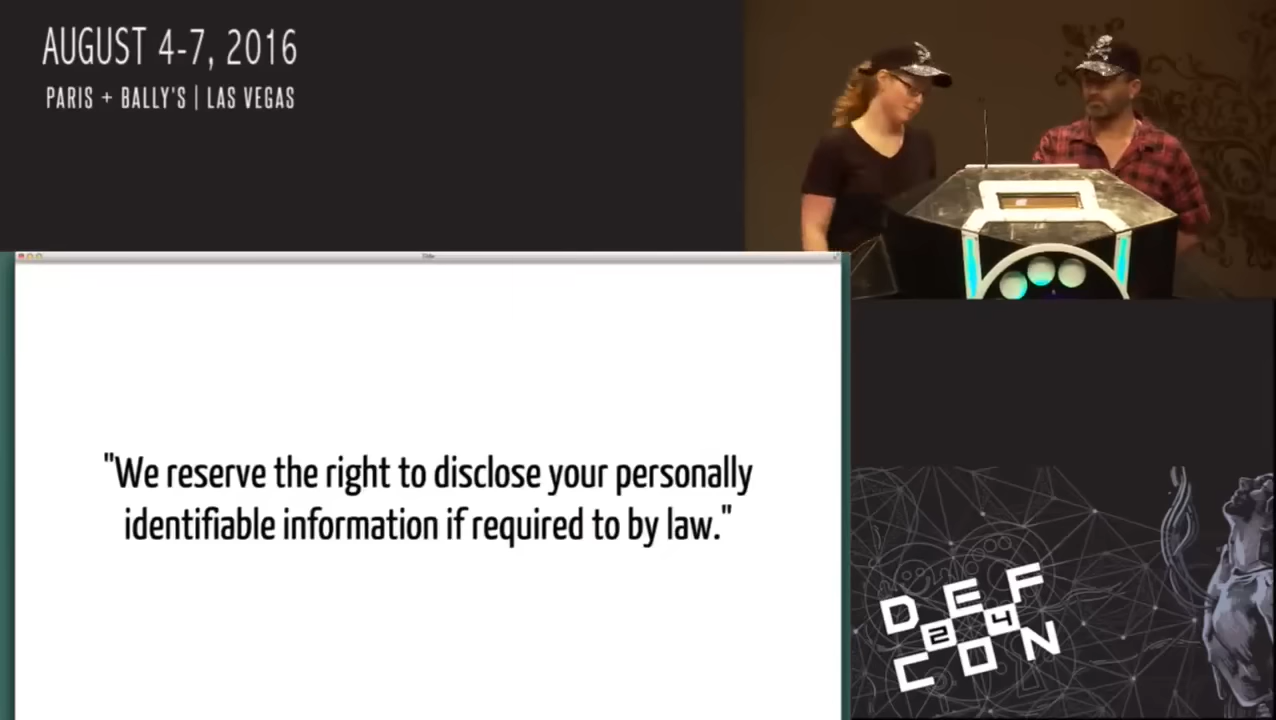 AUGUST 4-7, 2016
PARIS + BALLY'S | LAS VEGAS
Title
"We reserve the right to disclose your personally
identifiable information if required to by law."
DEF
24
CON